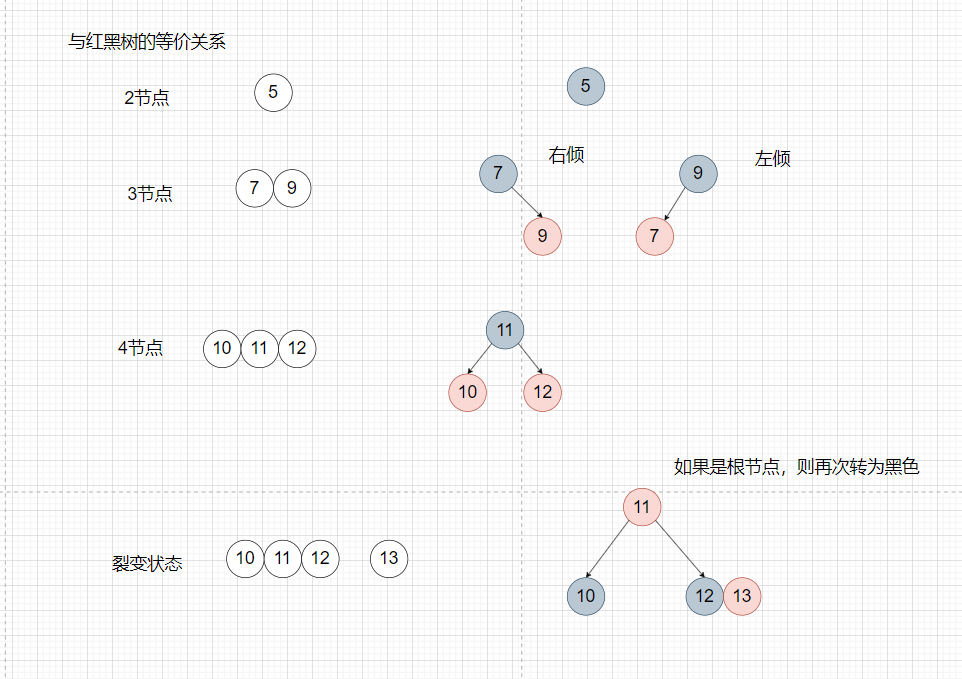 与红黑树的等价关系
2节点 5 5
3节点 7 9 7 9 右倾 9 7 左倾
4节点 10 11 12 11 10 12
如果是根节点，则再次转为黑色
裂变状态 10 11 12 13 11 10 12 13